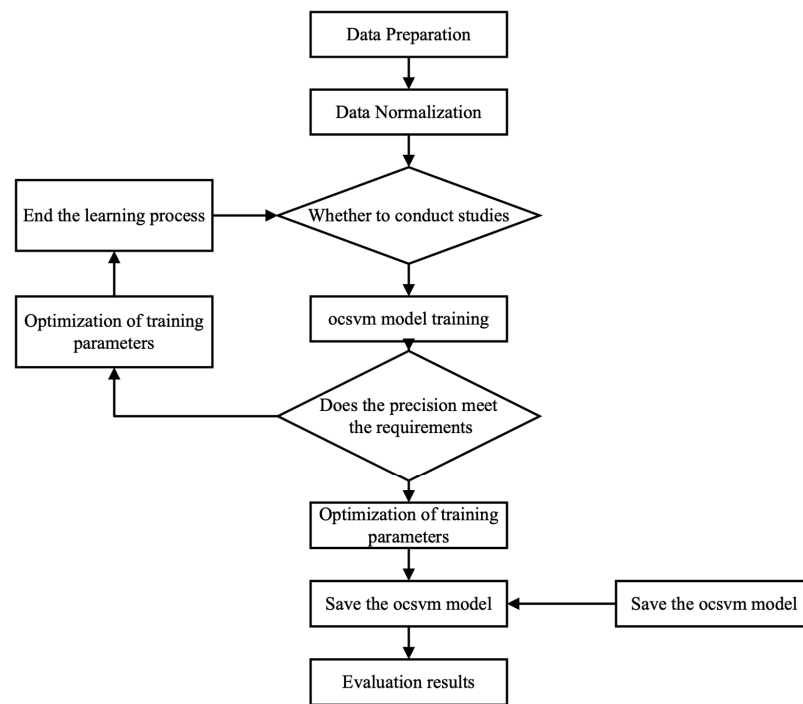 Data Preparation
Data Normalization
End the learning process
Whether to conduct studies
Optimization of training
parameters
ocsvm model training
Does the precision meet
the requirements
Optimization of training
parameters
Save the ocsvm model
Save the ocsvm model
Evaluation results